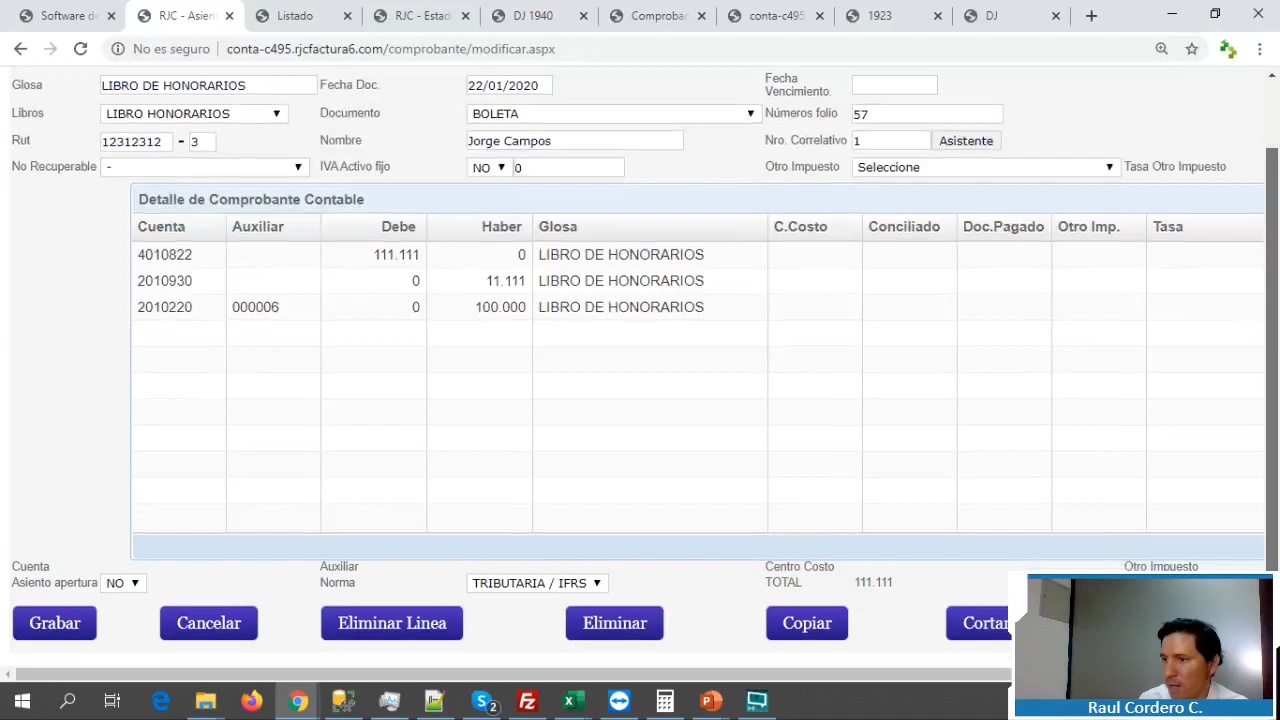 Software de
RJC - Asient
Listado
RJC - Estad
DJ 1940
Comproba
conta-c495
1923
DJ
No es seguro
conta-c495.rjcfactura6.com/comprobante/modificar.aspx
Glosa LIBRO DE HONORARIOS Fecha Doc. 22/01/2020 Fecha Vencimiento.
Libros LIBRO HONORARIOS Documento BOLETA Números folio 57
Rut 12312312 - 3 Nombre Jorge Campos Nro. Correlativo 1 Asistente
No Recuperable - IVA Activo fijo NO 0 Otro Impuesto Seleccione Tasa Otro Impuesto
Detalle de Comprobante Contable
Cuenta Auxiliar Debe Haber Glosa C.Costo Conciliado Doc.Pagado Otro Imp. Tasa
4010822 111.111 0 LIBRO DE HONORARIOS
2010930 0 11.111 LIBRO DE HONORARIOS
2010220 000006 0 100.000 LIBRO DE HONORARIOS
Cuenta Auxiliar Centro Costo Otro Impuesto
Asiento apertura NO Norma TRIBUTARIA / IFRS TOTAL 111.111
Grabar Cancelar Eliminar Linea Eliminar Copiar Cortar
2
Raul Cordero C.